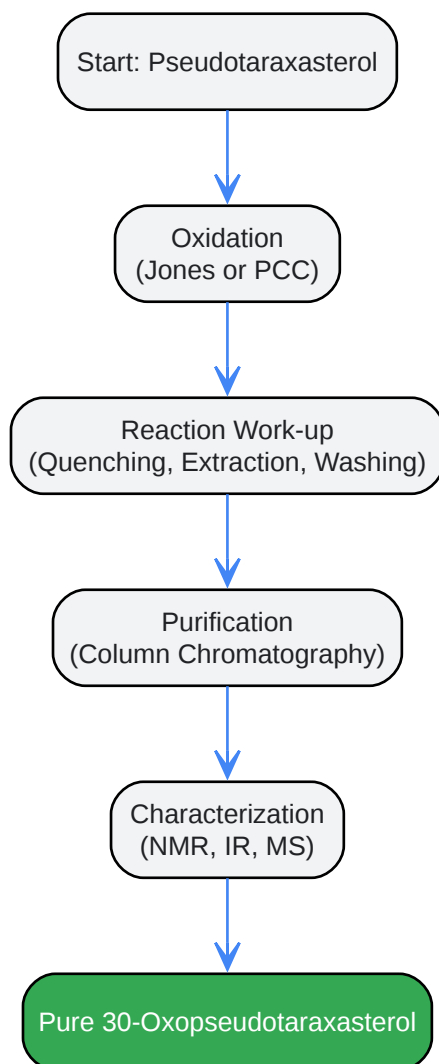 Start: Pseudotaraxasterol
Oxidation
(Jones or PCC)
Reaction Work-up
(Quenching, Extraction, Washing)
Purification
(Column Chromatography)
Characterization
(NMR, IR, MS)
Pure 30-Oxopseudotaraxasterol